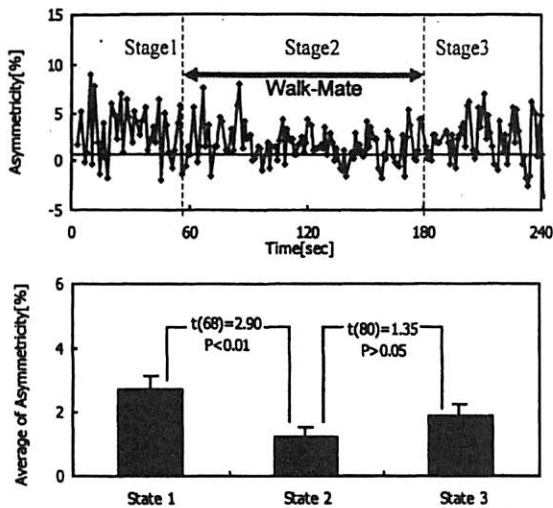 15
Stage1
Stage2
Stage3
10
Walk-Mate
5
0
-5
Asymmetricity[%]
0
60
120
180
240
Time[sec]
6
4
2
0
Average of Asymmetricity[%]
t(68)=2.90
P<0.01
t(80)=1.35
P>0.05
State 1
State 2
State 3